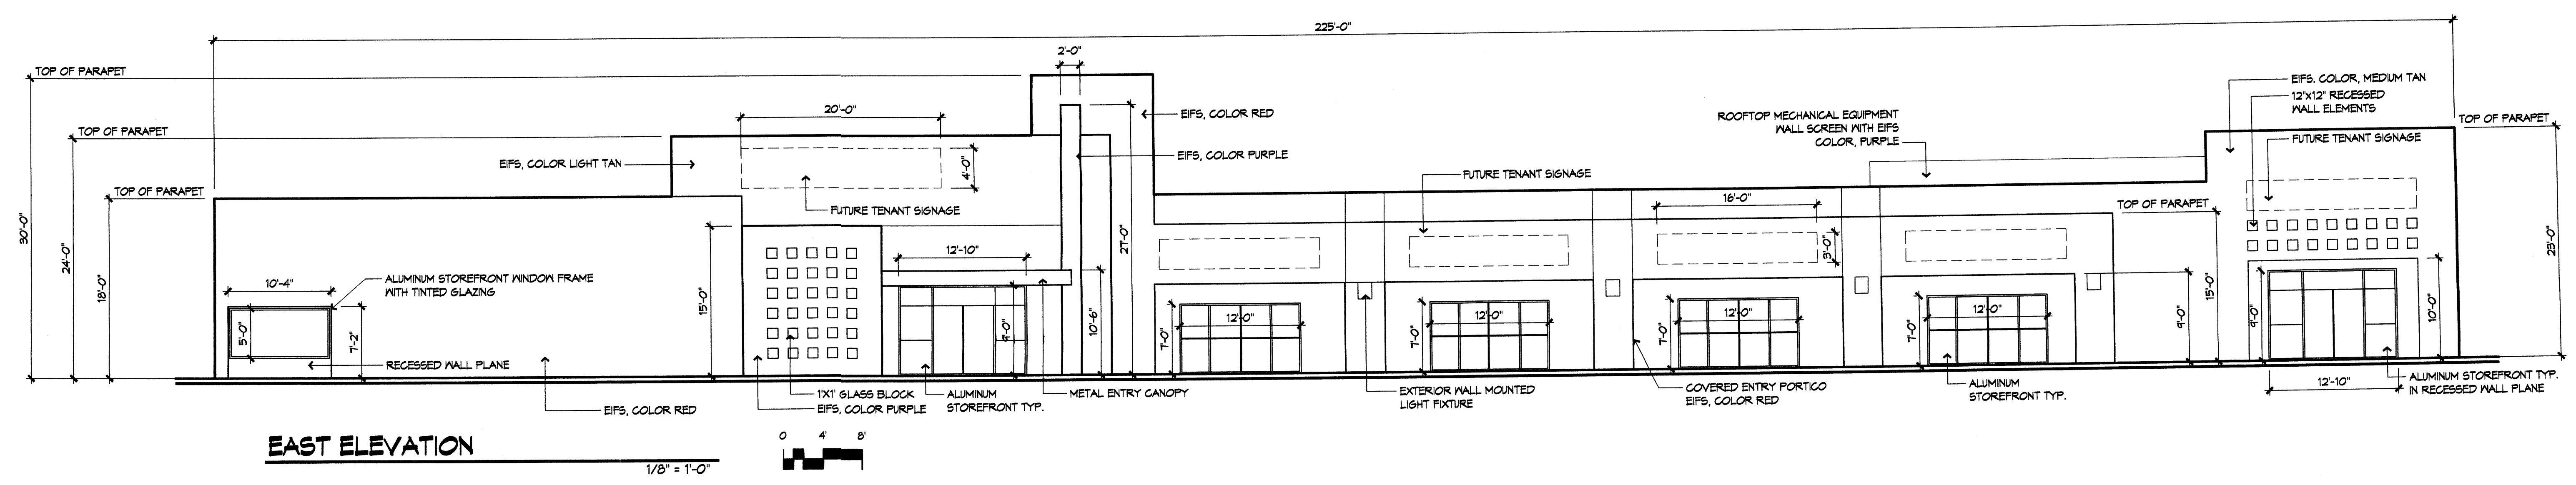 225'-0"
2'-0"
TOP OF PARAPET
EIFS. COLOR, MEDIUM TAN
12"x12" RECESSED
WALL ELEMENTS
20'-0"
EIFS, COLOR RED
ROOFTOP MECHANICAL EQUIPMENT
WALL SCREEN WITH EIFS
COLOR, PURPLE
TOP OF PARAPET
TOP OF PARAPET
FUTURE TENANT SIGNAGE
EIFS, COLOR LIGHT TAN
4'-0"
EIFS, COLOR PURPLE
FUTURE TENANT SIGNAGE
TOP OF PARAPET
FUTURE TENANT SIGNAGE
16'-0"
TOP OF PARAPET
30'-0"
24'-0"
18'-0"
27'-0"
3'-0"
23'-0"
12'-10"
10'-4"
ALUMINUM STOREFRONT WINDOW FRAME
WITH TINTED GLAZING
5'-0"
7'-2"
15'-0"
9'-0"
10'-6"
7'-0"
12'-0"
7'-0"
12'-0"
7'-0"
12'-0"
7'-0"
12'-0"
9'-0"
15'-0"
9'-0"
10'-0"
RECESSED WALL PLANE
EIFS, COLOR RED
1'X1' GLASS BLOCK
EIFS, COLOR PURPLE
ALUMINUM
STOREFRONT TYP.
METAL ENTRY CANOPY
EXTERIOR WALL MOUNTED
LIGHT FIXTURE
COVERED ENTRY PORTICO
EIFS, COLOR RED
ALUMINUM
STOREFRONT TYP.
12'-10"
ALUMINUM STOREFRONT TYP.
IN RECESSED WALL PLANE
EAST ELEVATION
1/8" = 1'-0"
0 4' 8'